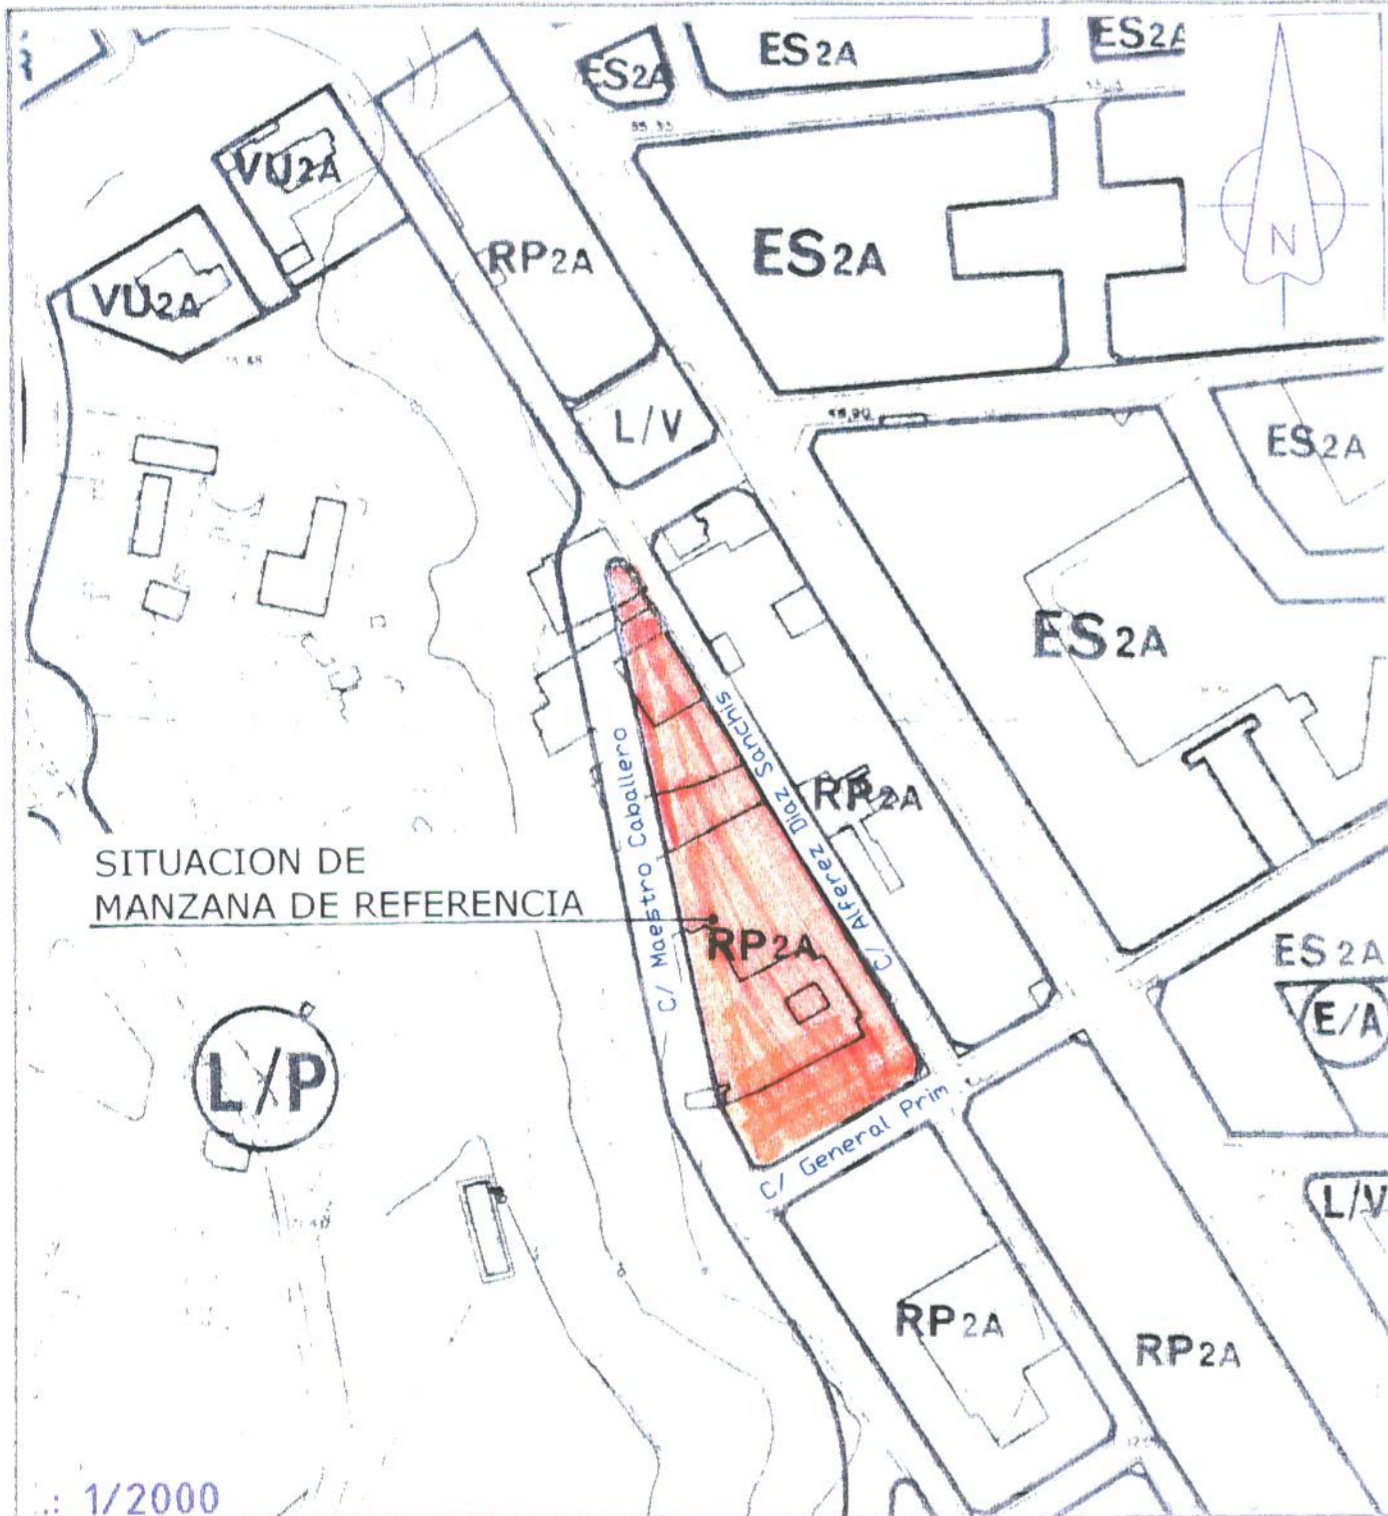 ES2A
ES2A
ES2A
VU2A
RP2A
ES2A
N
VU2A
L/V
ES2A
ES2A
C/ Maestro Caballero
C/ Alferez Diaz Sanchis
RP2A
SITUACION DE
MANZANA DE REFERENCIA
RP2A
ES 2A
E/A
L/P
C/ General Prim
L/V
RP2A
RP2A
1/2000